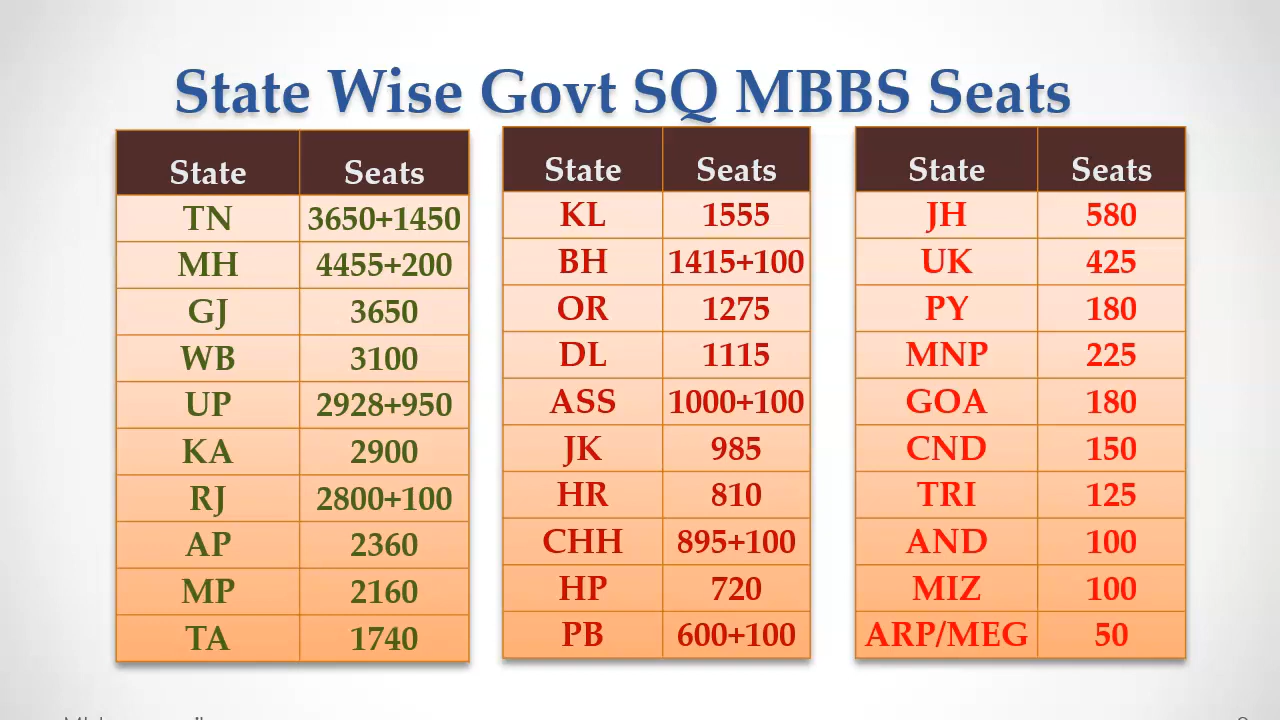 State Wise Govt SQ MBBS Seats
State Seats
TN 3650+1450
MH 4455+200
GJ 3650
WB 3100
UP 2928+950
KA 2900
RJ 2800+100
AP 2360
MP 2160
TA 1740
State Seats
KL 1555
BH 1415+100
OR 1275
DL 1115
ASS 1000+100
JK 985
HR 810
CHH 895+100
HP 720
PB 600+100
State Seats
JH 580
UK 425
PY 180
MNP 225
GOA 180
CND 150
TRI 125
AND 100
MIZ 100
ARP/MEG 50